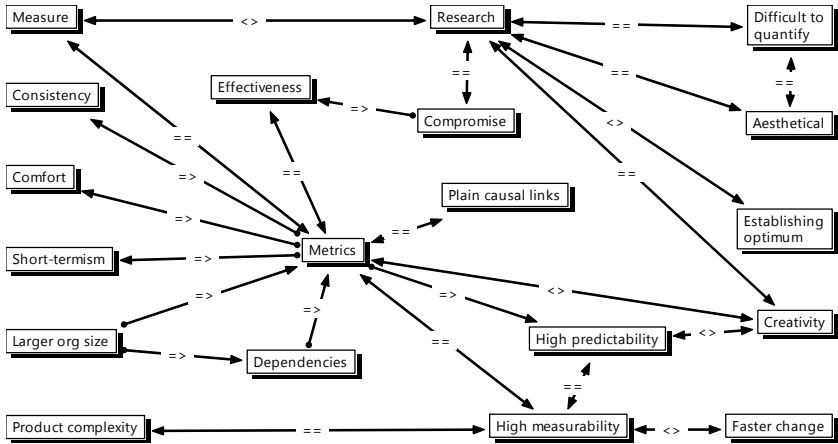 Measure
<>
Research
==
Difficult to
quantify
==
==
==
Effectiveness
Consistency
=>
Compromise
<>
Aesthetical
==
==
=>
==
Comfort
Plain causal links
=>
==
Establishing
optimum
Metrics
Short-termism
=>
=>
=>
<>
=>
Creativity
Larger org size
==
High predictability
<>
=>
Dependencies
==
Product complexity
==
High measurability
<>
Faster change